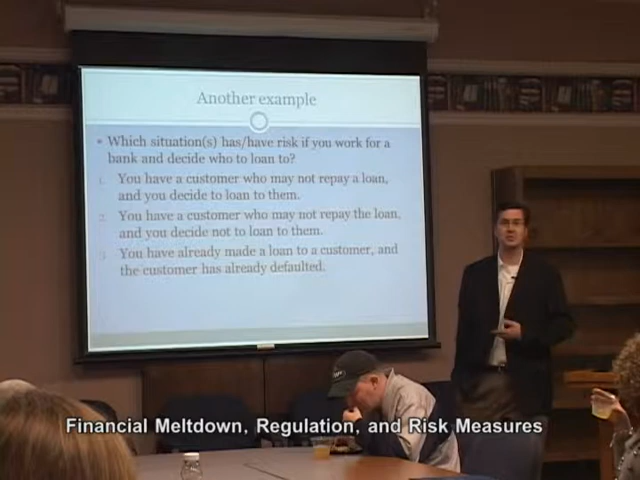 Another example
Which situation(s) has/have risk if you work for a
bank and decide who to loan to?
1. You have a customer who may not repay a loan,
and you decide to loan to them.
2. You have a customer who may not repay the loan,
and you decide not to loan to them.
3. You have already made a loan to a customer, and
the customer has already defaulted.
Financial Meltdown, Regulation, and Risk Measures